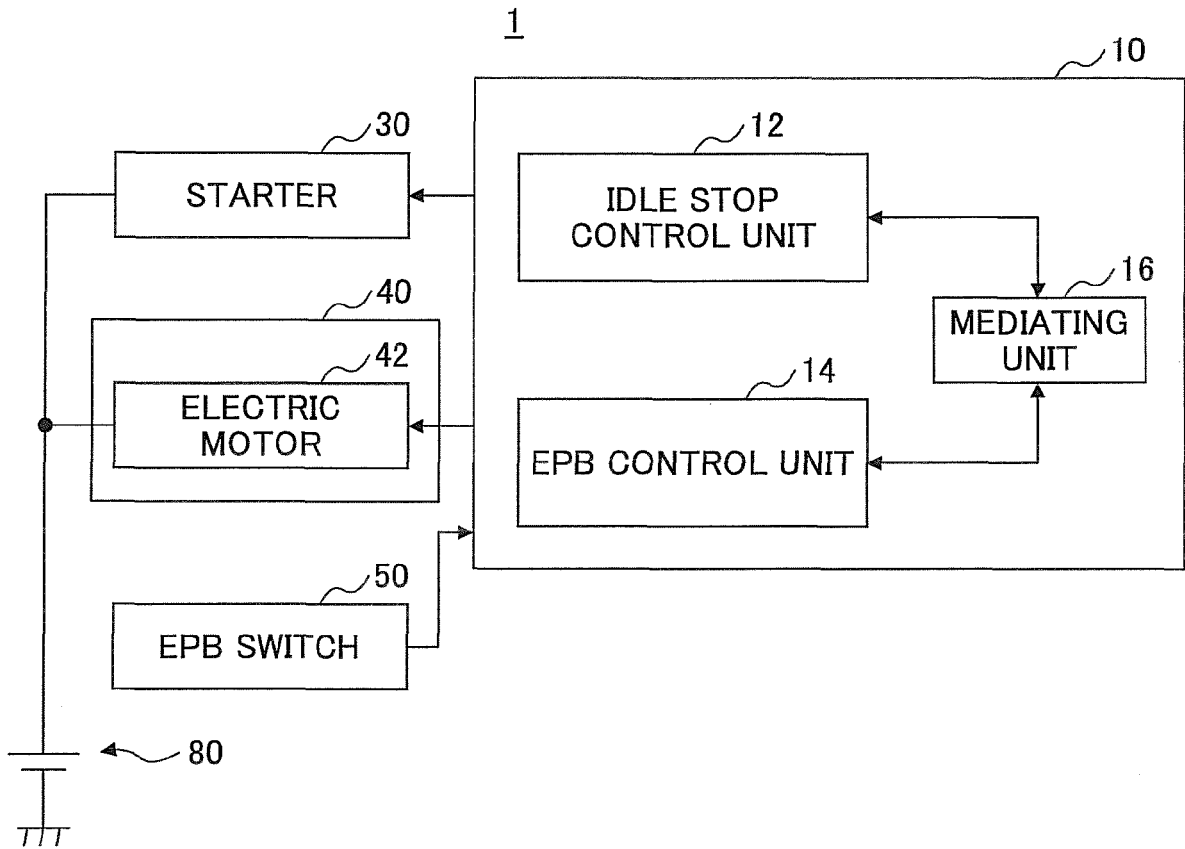 1
10
30
STARTER
12
IDLE STOP
CONTROL UNIT
16
MEDIATING
UNIT
40
42
ELECTRIC
MOTOR
14
EPB CONTROL UNIT
50
EPB SWITCH
80